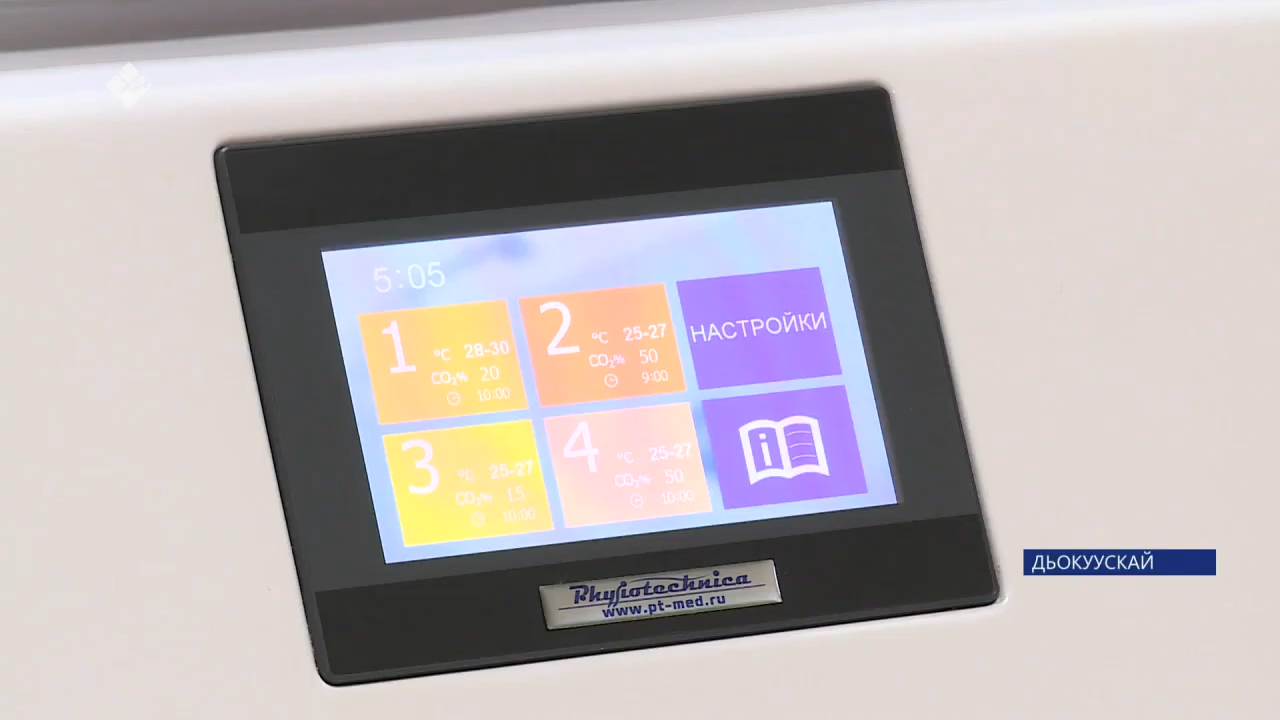 5:05
1
°C 28-30
CO₂% 20
10:00
2
°C 25-27
CO₂% 50
9:00
НАСТРОЙКИ
3
°C 25-27
CO₂% 15
10:00
4
°C 25-27
CO₂% 50
10:00
i
Physiotechnica
www.pt-med.ru
ДЬОКУУСКАЙ